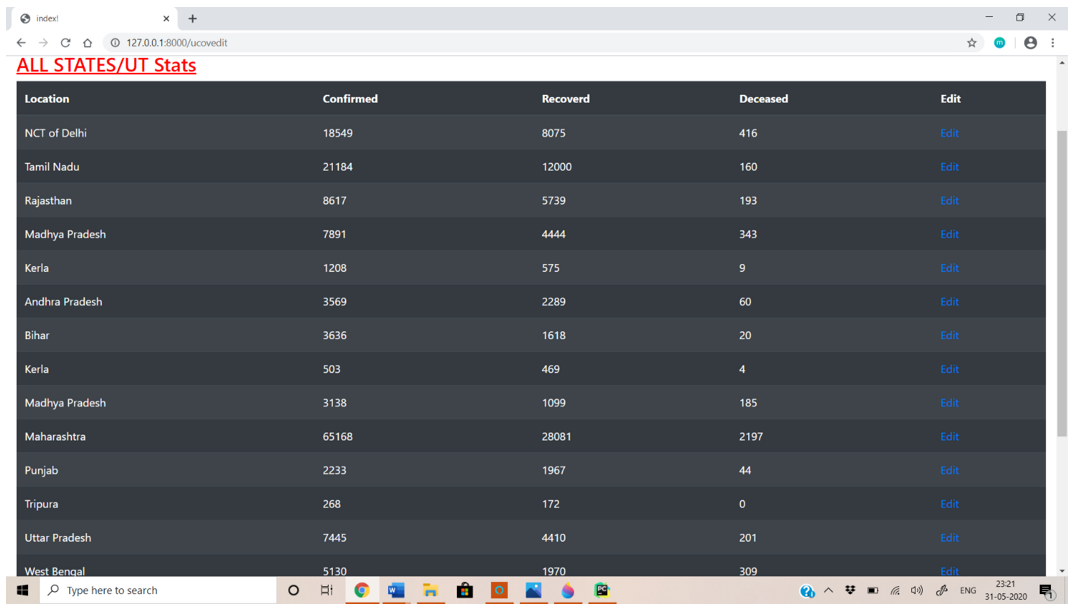 index!
127.0.0.1:8000/ucovedit
ALL STATES/UT Stats
Location Confirmed Recoverd Deceased Edit
NCT of Delhi 18549 8075 416 Edit
Tamil Nadu 21184 12000 160 Edit
Rajasthan 8617 5739 193 Edit
Madhya Pradesh 7891 4444 343 Edit
Kerla 1208 575 9 Edit
Andhra Pradesh 3569 2289 60 Edit
Bihar 3636 1618 20 Edit
Kerla 503 469 4 Edit
Madhya Pradesh 3138 1099 185 Edit
Maharashtra 65168 28081 2197 Edit
Punjab 2233 1967 44 Edit
Tripura 268 172 0 Edit
Uttar Pradesh 7445 4410 201 Edit
West Bengal 5130 1970 309 Edit
Type here to search
ENG
23:21
31-05-2020